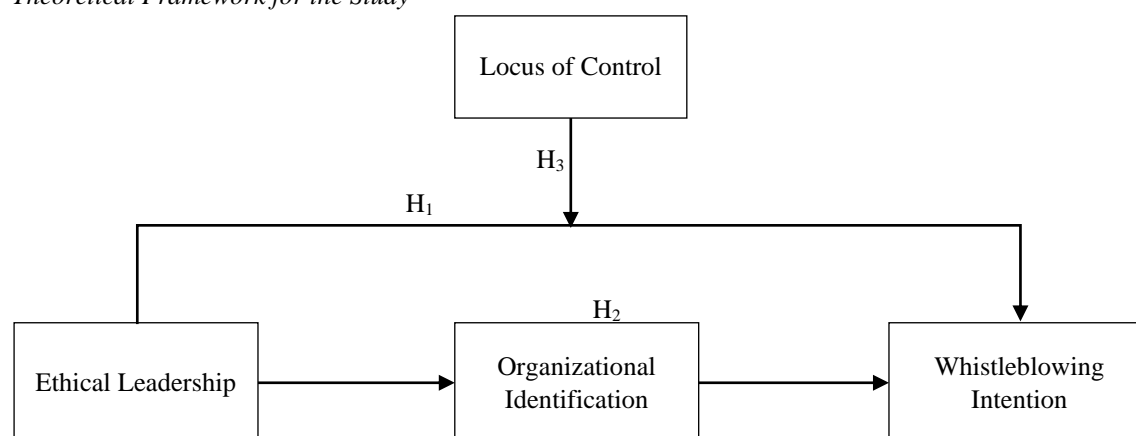 Theoretical Framework for the Study
Locus of Control
H₃
H₁
H₂
Ethical Leadership
Organizational
Identification
Whistleblowing
Intention